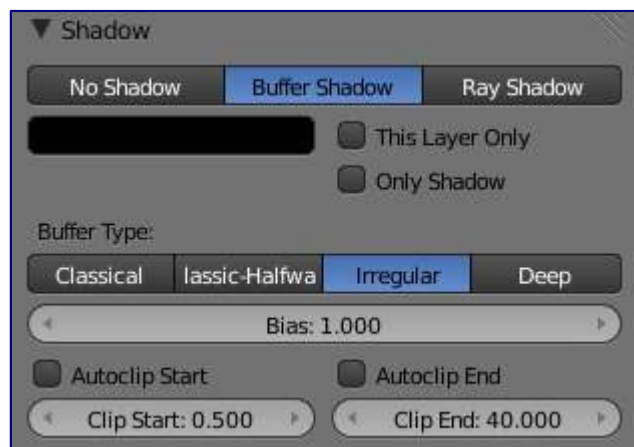 Shadow
No Shadow Buffer Shadow Ray Shadow
This Layer Only
Only Shadow
Buffer Type:
Classical lassic-Halfwa Irregular Deep
Bias: 1.000
Autoclip Start Autoclip End
Clip Start: 0.500 Clip End: 40.000